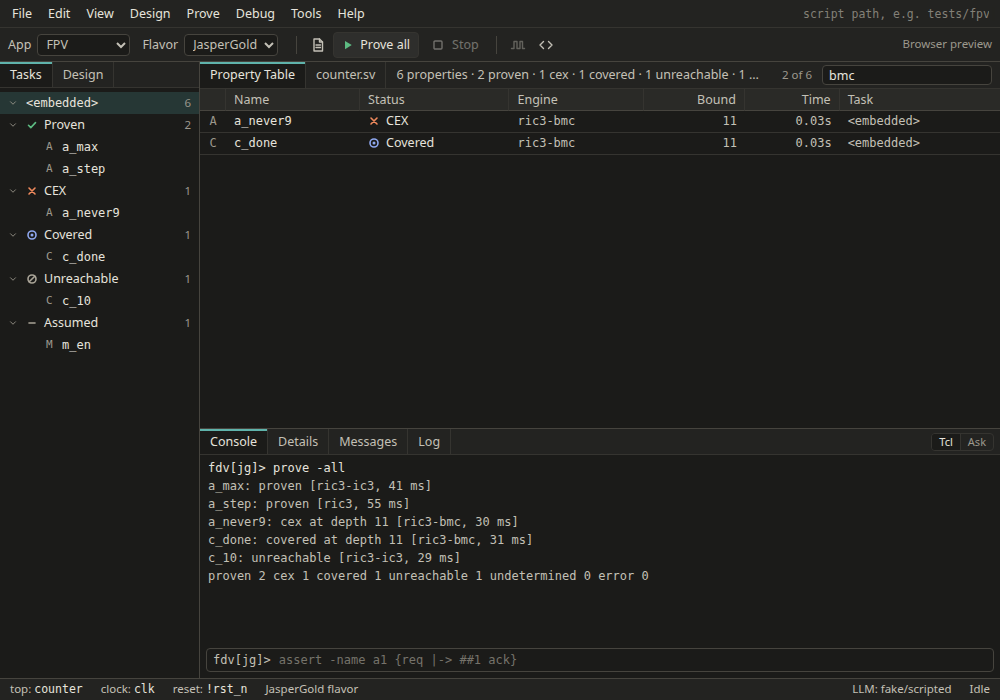 File Edit View Design Prove Debug Tools Help script path, e.g. tests/fpv
App FPV Flavor JasperGold Prove all Stop Browser preview
Tasks Design Property Table counter.sv 6 properties · 2 proven · 1 cex · 1 covered · 1 unreachable · 1 ... 2 of 6 bmc
Name Status Engine Bound Time Task
A a_never9 CEX ric3-bmc 11 0.03s <embedded>
C c_done Covered ric3-bmc 11 0.03s <embedded>
<embedded> 6
Proven 2
A a_max
A a_step
CEX 1
A a_never9
Covered 1
C c_done
Unreachable 1
C c_10
Assumed 1
M m_en
Console Details Messages Log Tcl Ask
fdv[jg]> prove -all
a_max: proven [ric3-ic3, 41 ms]
a_step: proven [ric3, 55 ms]
a_never9: cex at depth 11 [ric3-bmc, 30 ms]
c_done: covered at depth 11 [ric3-bmc, 31 ms]
c_10: unreachable [ric3-ic3, 29 ms]
proven 2 cex 1 covered 1 unreachable 1 undetermined 0 error 0
fdv[jg]> assert -name a1 {req |-> ##1 ack}
top: counter clock: clk reset: !rst_n JasperGold flavor LLM: fake/scripted Idle